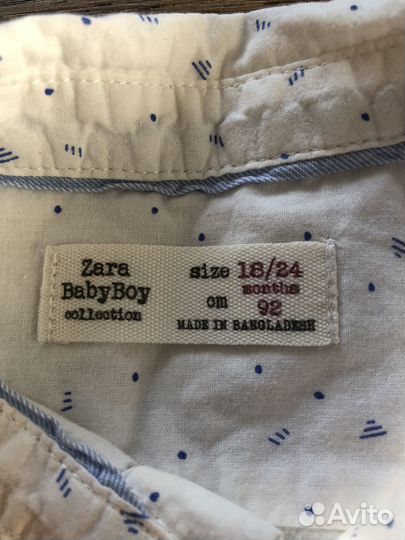 Zara
BabyBoy
collection
size 18/24
months
cm 92
MADE IN BANGLADESH
Avito